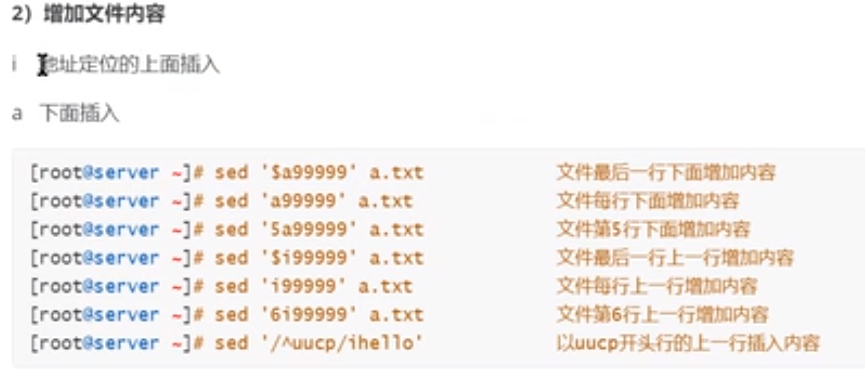 2）增加文件内容
i 地址定位的上面插入
a 下面插入
[root@server ~]# sed '$a99999' a.txt 文件最后一行下面增加内容
[root@server ~]# sed 'a99999' a.txt 文件每行下面增加内容
[root@server ~]# sed '5a99999' a.txt 文件第5行下面增加内容
[root@server ~]# sed '$i99999' a.txt 文件最后一行上一行增加内容
[root@server ~]# sed 'i99999' a.txt 文件每行上一行增加内容
[root@server ~]# sed '6i99999' a.txt 文件第6行上一行增加内容
[root@server ~]# sed '/^uucp/ihello' 以uucp开头行的上一行插入内容